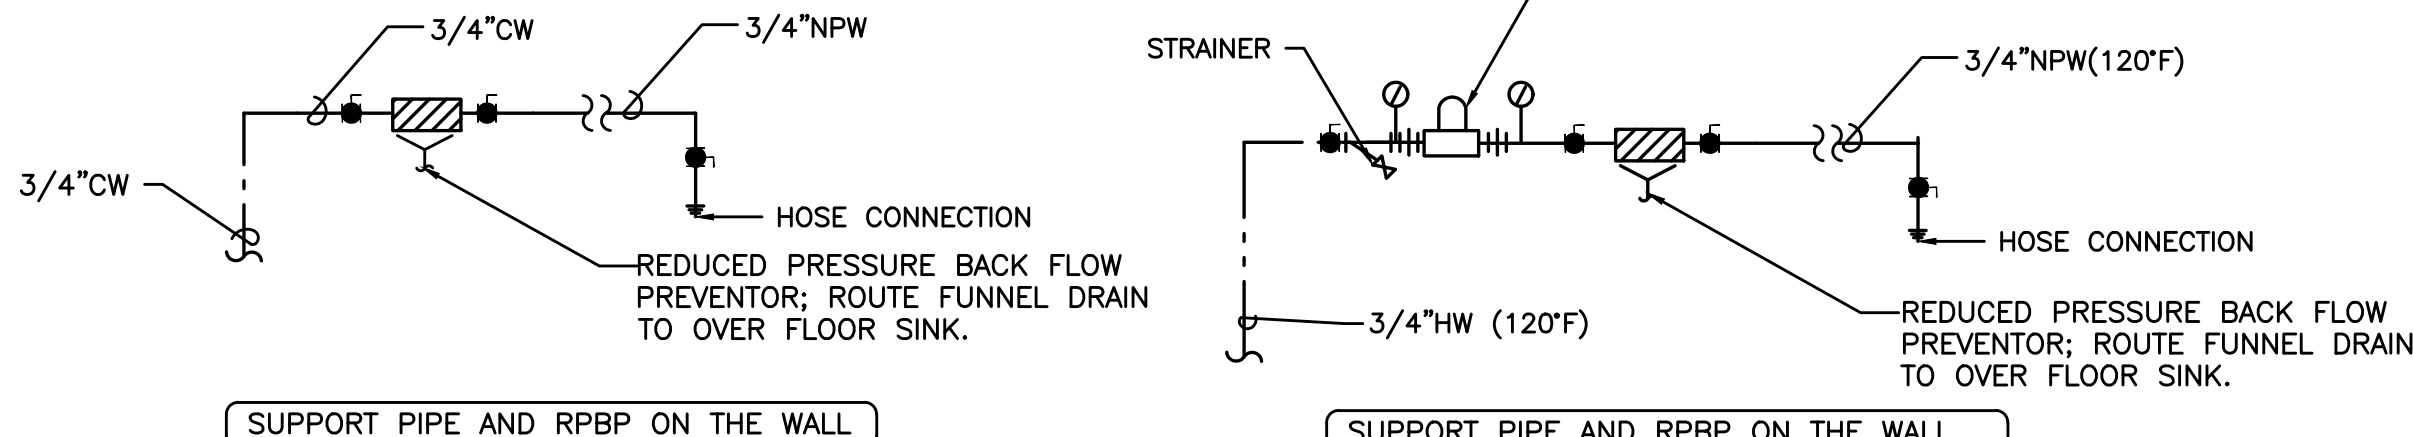 3/4"CW
3/4"NPW
3/4"CW
HOSE CONNECTION
REDUCED PRESSURE BACK FLOW
PREVENTOR; ROUTE FUNNEL DRAIN
TO OVER FLOOR SINK.
SUPPORT PIPE AND RPBP ON THE WALL
STRAINER
3/4"NPW(120°F)
HOSE CONNECTION
3/4"HW (120°F)
REDUCED PRESSURE BACK FLOW
PREVENTOR; ROUTE FUNNEL DRAIN
TO OVER FLOOR SINK.
SUPPORT PIPE AND RPBP ON THE WALL